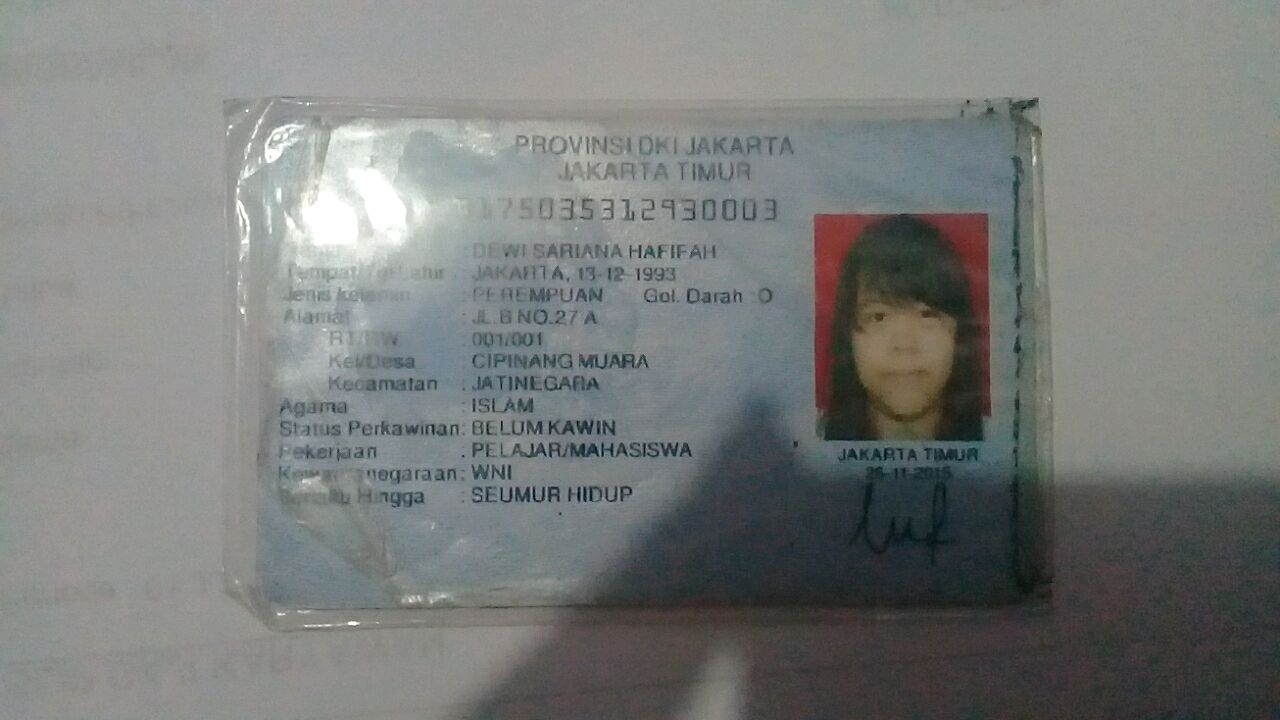 PROVINSI DKI JAKARTA
JAKARTA TIMUR
175035312930003
: DEWI SARIANA HAFIFAH
Tempat/Tgl Lahir : JAKARTA, 13-12-1993
Jenis kelamin : PEREMPUAN Gol. Darah : O
Alamat : JL.B NO.27 A
RT/RW : 001/001
Kel/Desa : CIPINANG MUARA
Kecamatan : JATINEGARA
Agama : ISLAM
Status Perkawinan: BELUM KAWIN
Pekerjaan : PELAJAR/MAHASISWA
Kewarganegaraan: WNI
Berlaku Hingga : SEUMUR HIDUP
JAKARTA TIMUR
26-11-2015